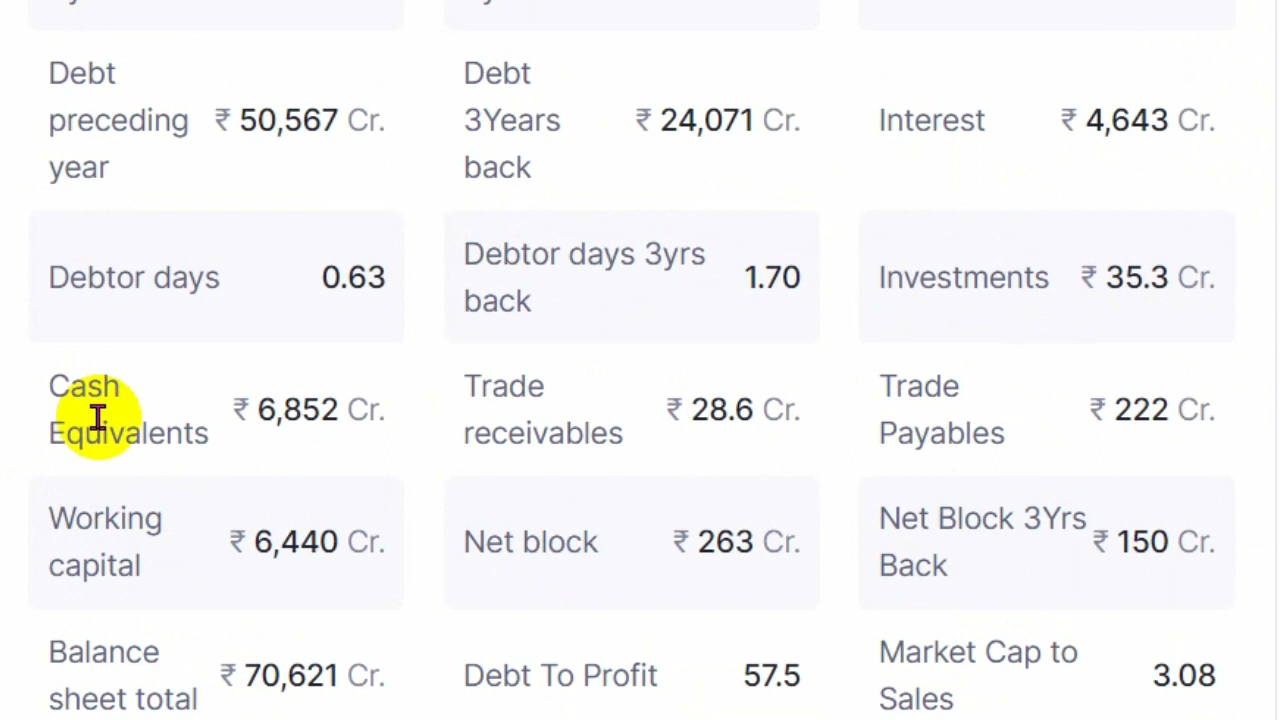 Debt preceding year ₹ 50,567 Cr.
Debt 3Years back ₹ 24,071 Cr.
Interest ₹ 4,643 Cr.
Debtor days 0.63
Debtor days 3yrs back 1.70
Investments ₹ 35.3 Cr.
Cash Equivalents ₹ 6,852 Cr.
Trade receivables ₹ 28.6 Cr.
Trade Payables ₹ 222 Cr.
Working capital ₹ 6,440 Cr.
Net block ₹ 263 Cr.
Net Block 3Yrs Back ₹ 150 Cr.
Balance sheet total ₹ 70,621 Cr.
Debt To Profit 57.5
Market Cap to Sales 3.08